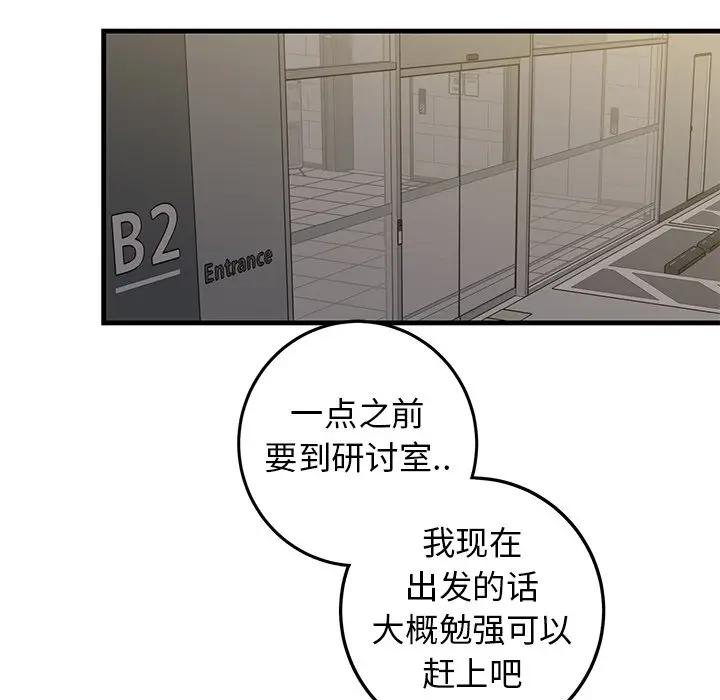 B2
Entrance
一点之前
要到研讨室..
我现在
出发的话
大概勉强可以
赶上吧